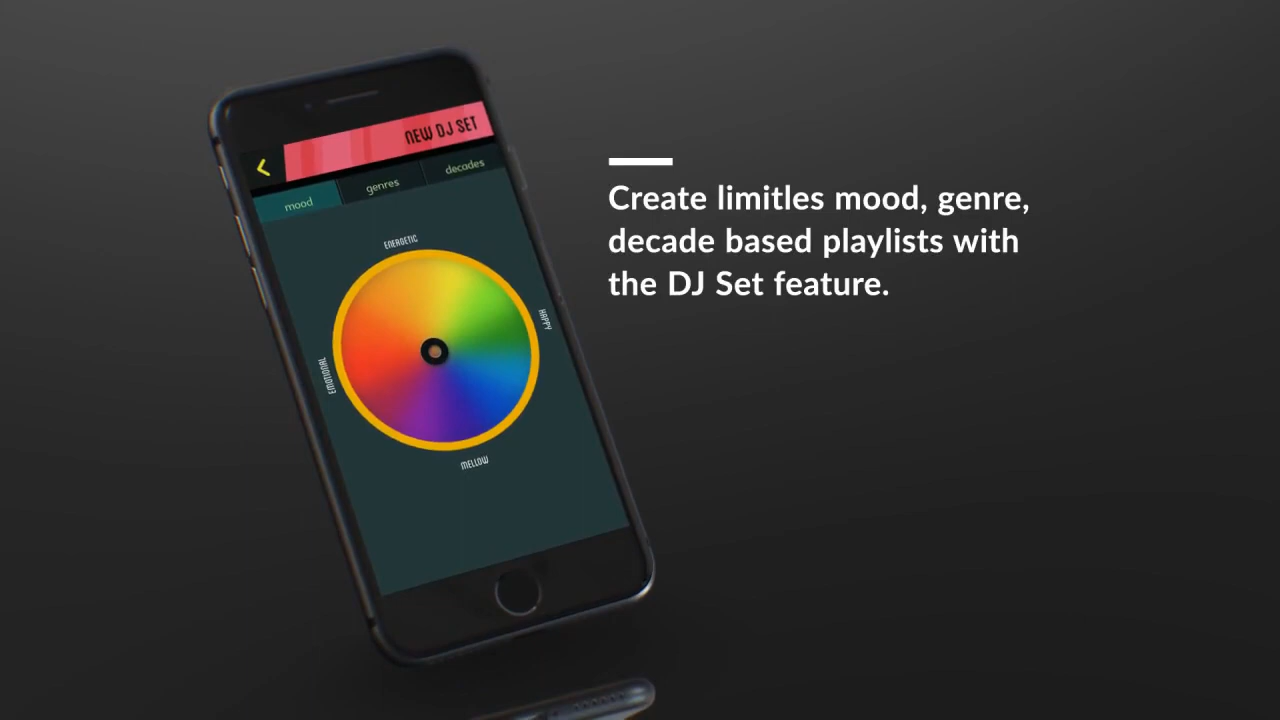 NEW DJ SET
mood
genres
decades
ENERGETIC
HAPPY
EMOTIONAL
MELLOW
Create limitles mood, genre,
decade based playlists with
the DJ Set feature.